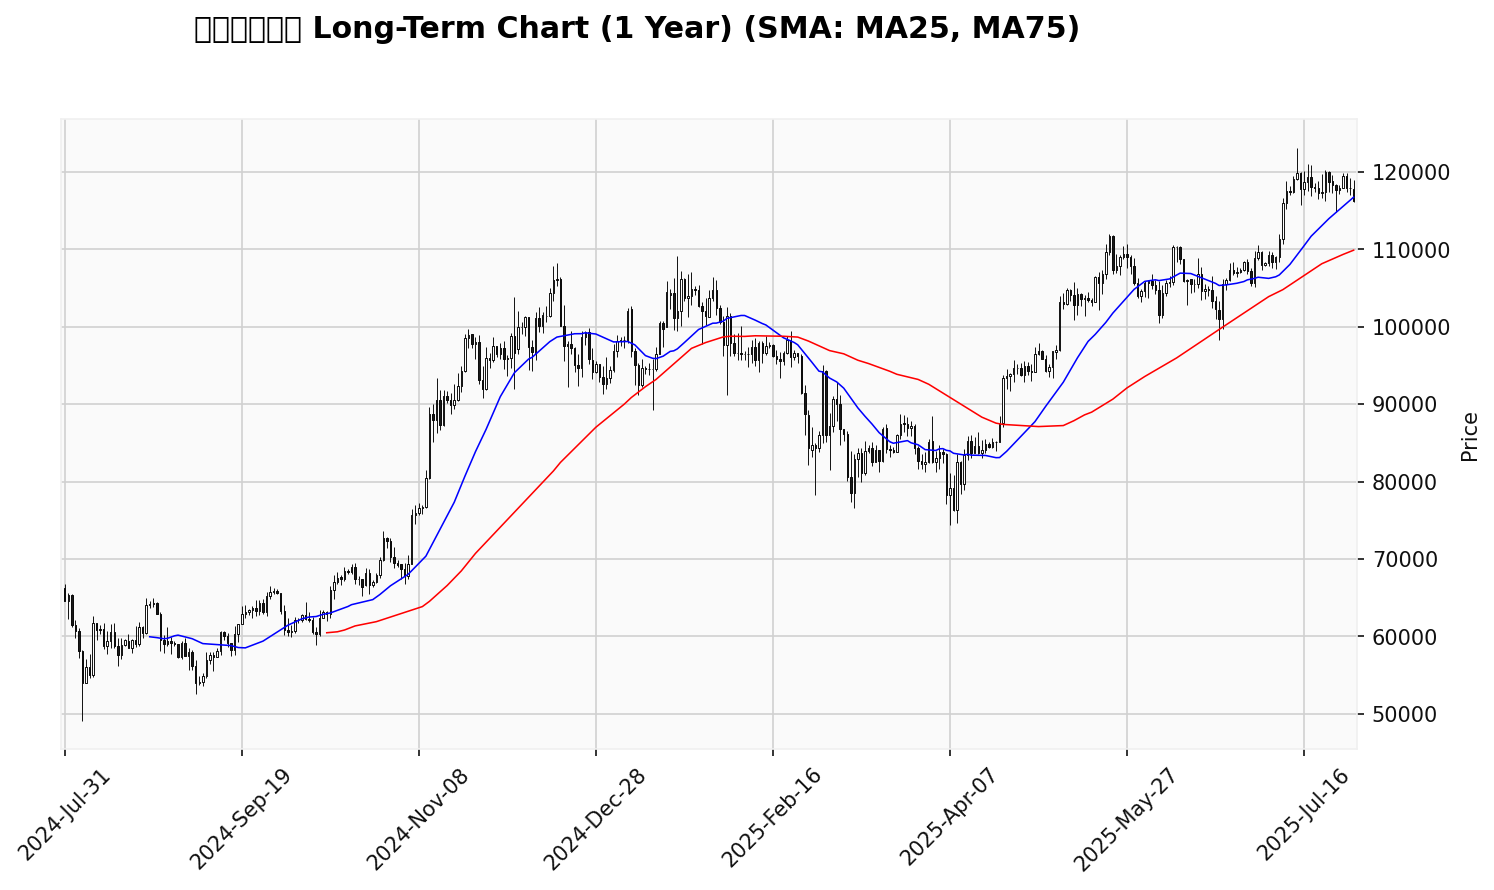 Long-Term Chart (1 Year) (SMA: MA25, MA75)
120000
110000
100000
90000
80000
70000
60000
50000
Price
2024-Jul-31
2024-Sep-19
2024-Nov-08
2024-Dec-28
2025-Feb-16
2025-Apr-07
2025-May-27
2025-Jul-16